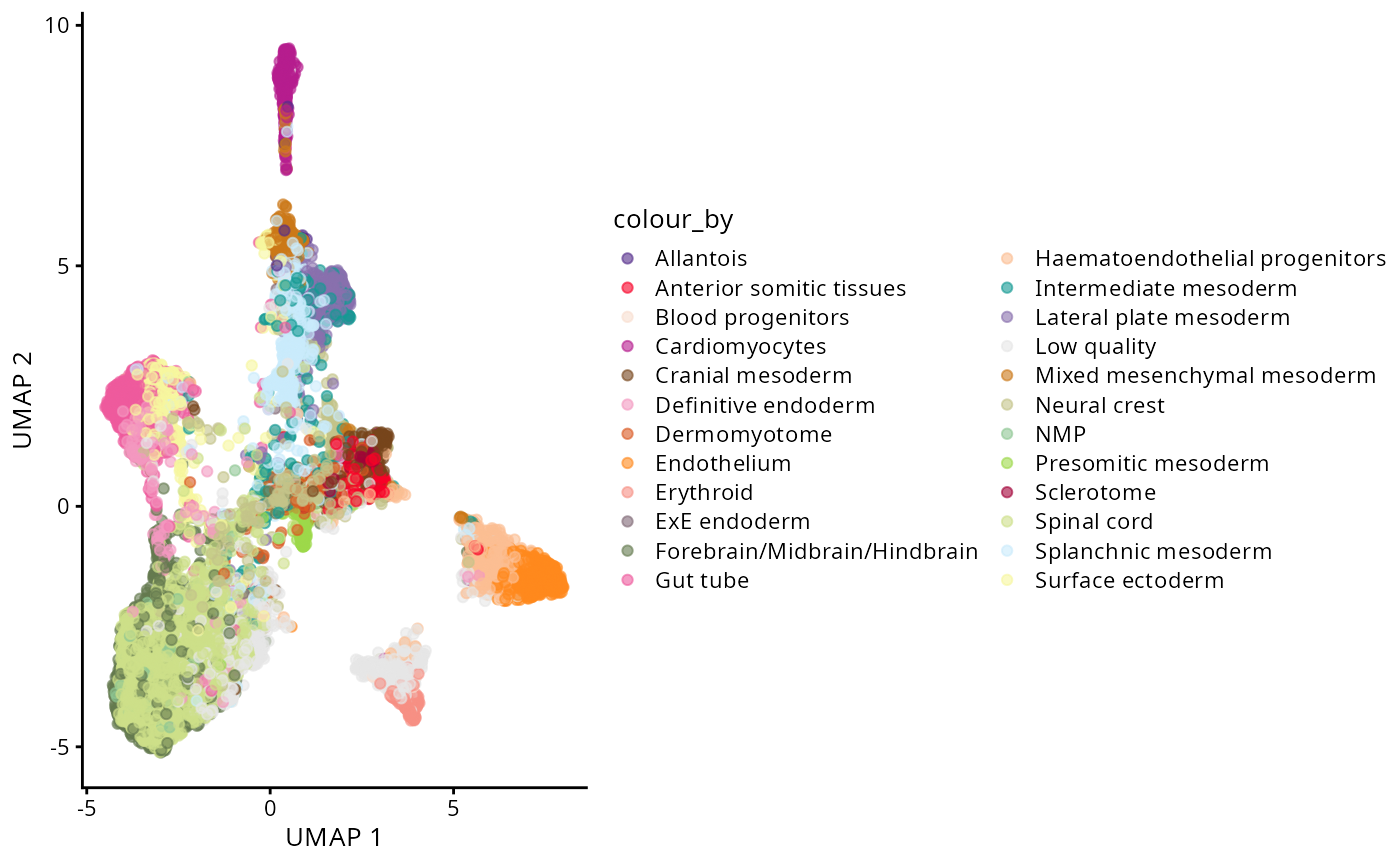 10
5
0
-5
UMAP 2
-5
0
5
UMAP 1
colour_by
Allantois
Anterior somitic tissues
Blood progenitors
Cardiomyocytes
Cranial mesoderm
Definitive endoderm
Dermomyotome
Endothelium
Erythroid
ExE endoderm
Forebrain/Midbrain/Hindbrain
Gut tube
Haematoendothelial progenitors
Intermediate mesoderm
Lateral plate mesoderm
Low quality
Mixed mesenchymal mesoderm
Neural crest
NMP
Presomitic mesoderm
Sclerotome
Spinal cord
Splanchnic mesoderm
Surface ectoderm